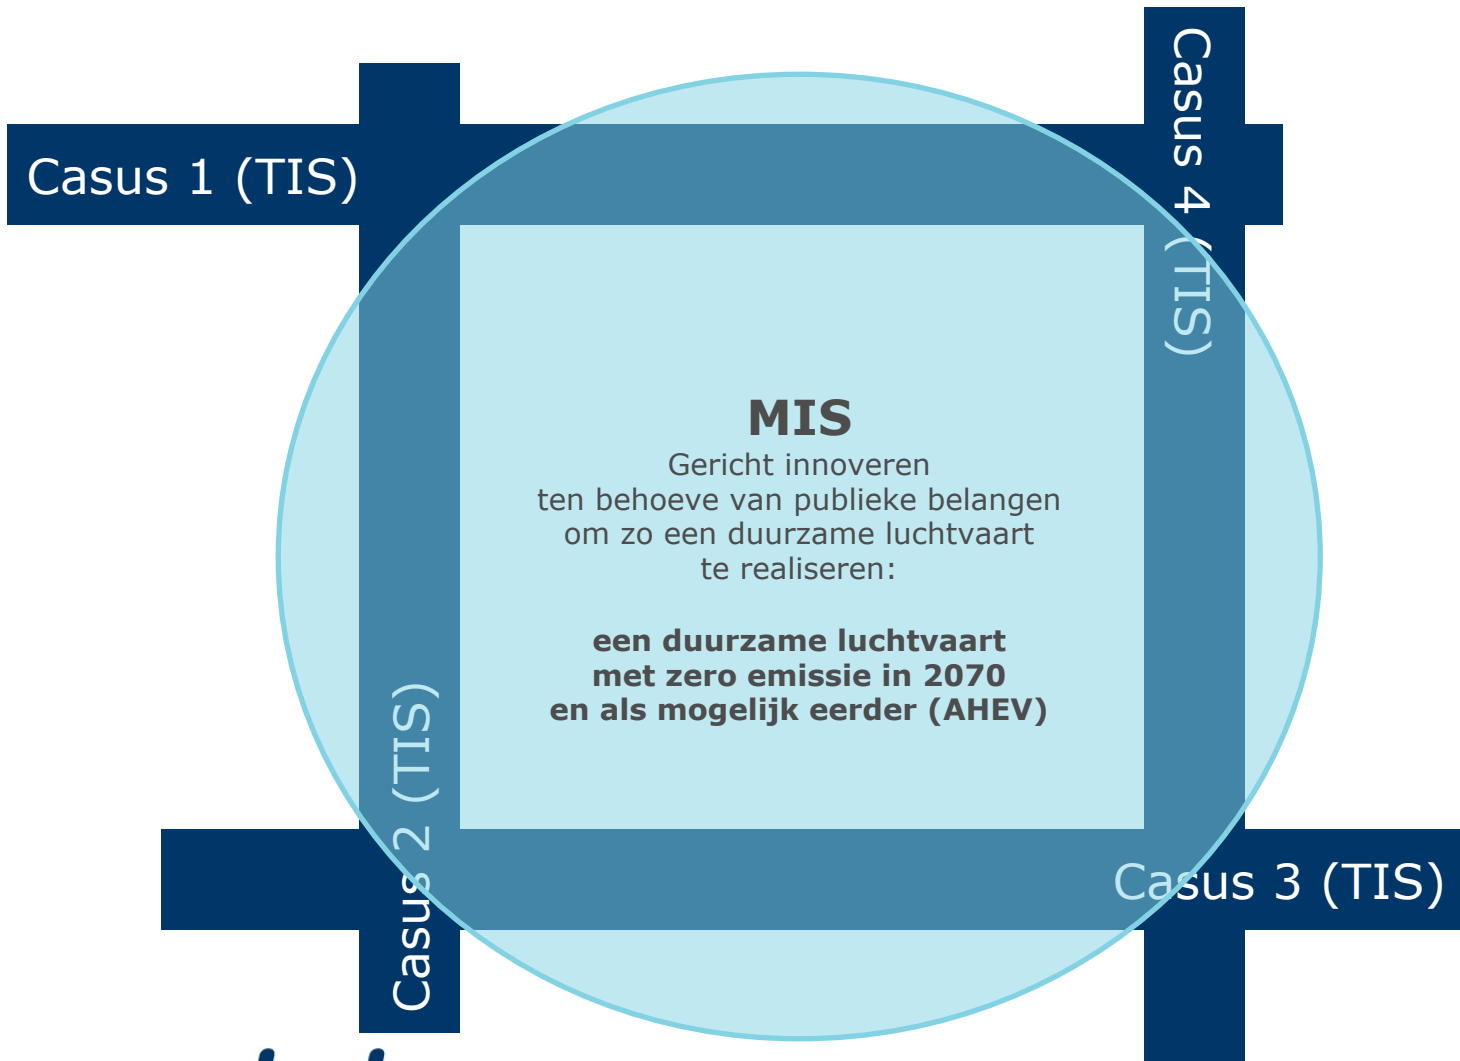 Casus 1 (TIS)
Casus 4 (TIS)
MIS
Gericht innoveren
ten behoeve van publieke belangen
om zo een duurzame luchtvaart
te realiseren:
een duurzame luchtvaart
met zero emissie in 2070
en als mogelijk eerder (AHEV)
Casus 2 (TIS)
Casus 3 (TIS)